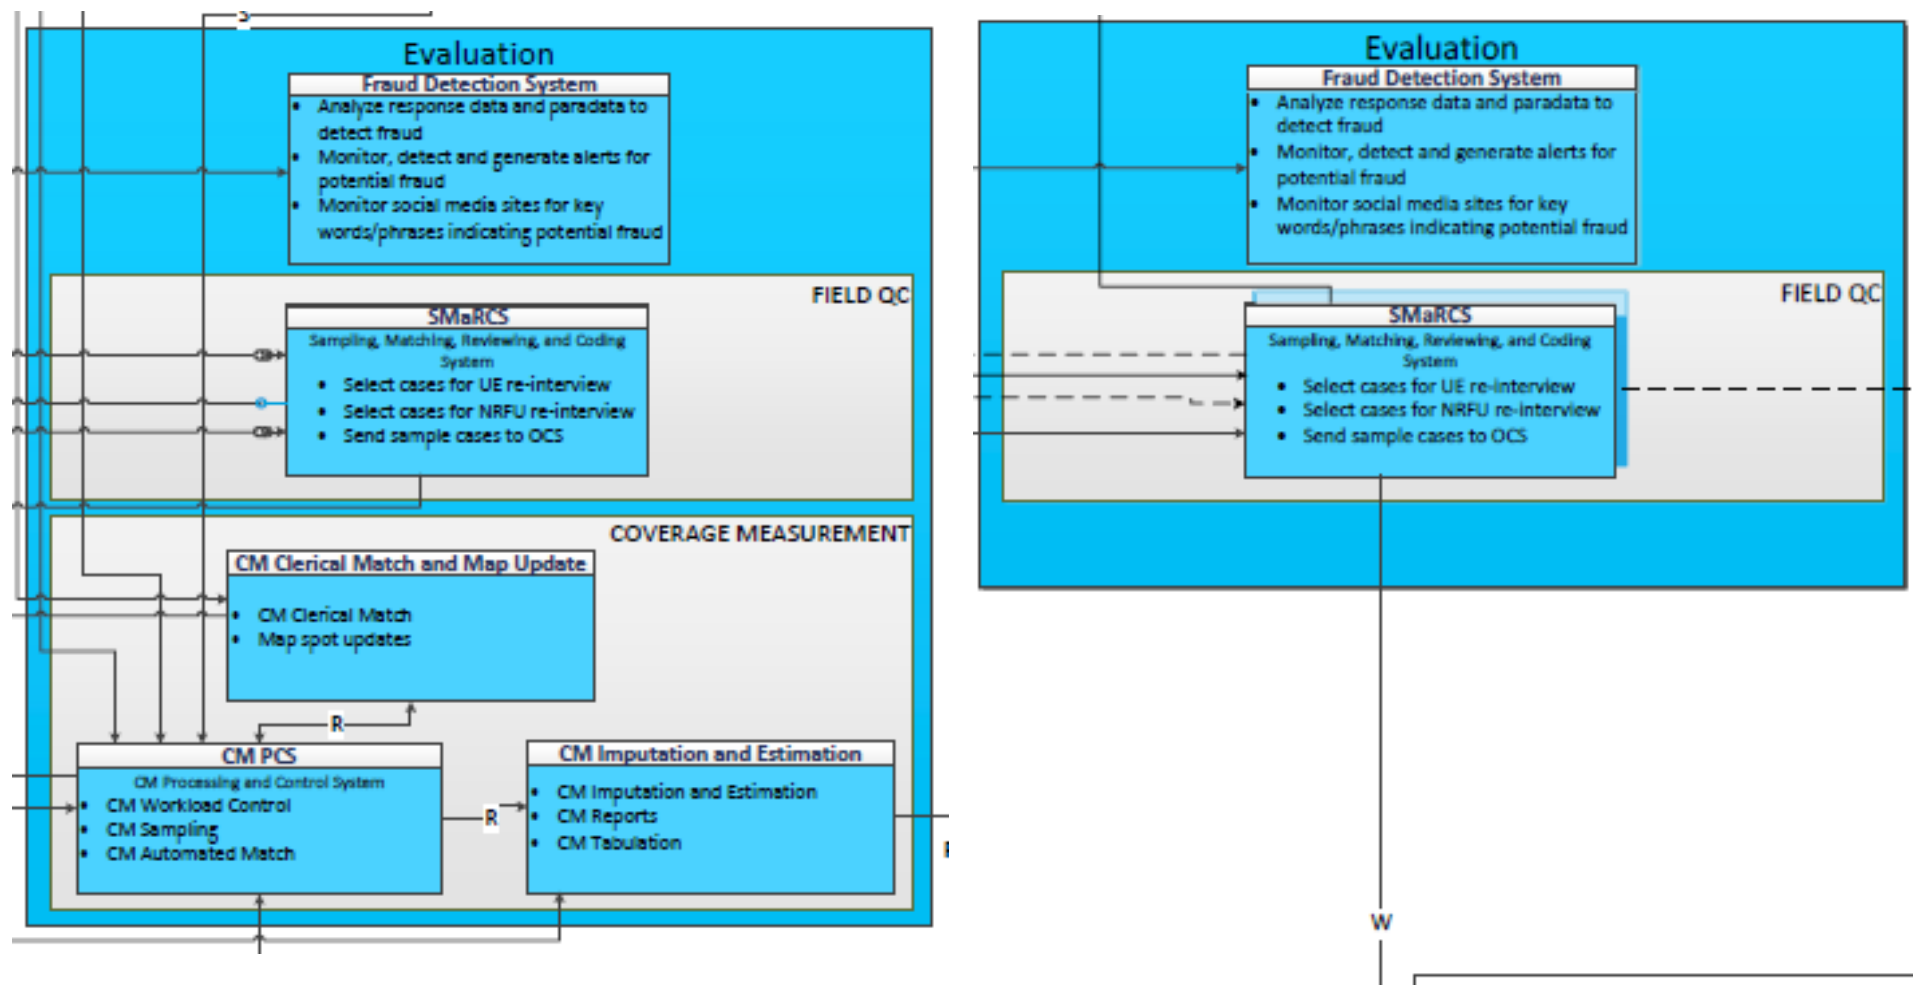 S
Evaluation
Fraud Detection System
• Analyze response data and paradata to
detect fraud
• Monitor, detect and generate alerts for
potential fraud
• Monitor social media sites for key
words/phrases indicating potential fraud
FIELD QC
SMaRCS
Sampling, Matching, Reviewing, and Coding
System
• Select cases for UE re-interview
• Select cases for NRFU re-interview
• Send sample cases to OCS
COVERAGE MEASUREMENT
CM Clerical Match and Map Update
• CM Clerical Match
• Map spot updates
R
CM PCS
CM Processing and Control System
• CM Workload Control
• CM Sampling
• CM Automated Match
R
CM Imputation and Estimation
• CM Imputation and Estimation
• CM Reports
• CM Tabulation
Evaluation
Fraud Detection System
• Analyze response data and paradata to
detect fraud
• Monitor, detect and generate alerts for
potential fraud
• Monitor social media sites for key
words/phrases indicating potential fraud
FIELD QC
SMaRCS
Sampling, Matching, Reviewing, and Coding
System
• Select cases for UE re-interview
• Select cases for NRFU re-interview
• Send sample cases to OCS
W